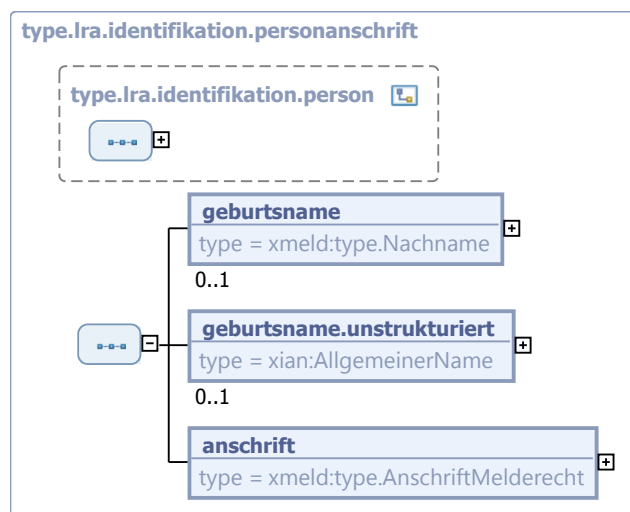 type.lra.identifikation.personanschrift
type.lra.identifikation.person
geburtsname
type = xmeld:type.Nachname
0..1
geburtsname.unstrukturiert
type = xian:AllgemeinerName
0..1
anschrift
type = xmeld:type.AnschriftMelderecht